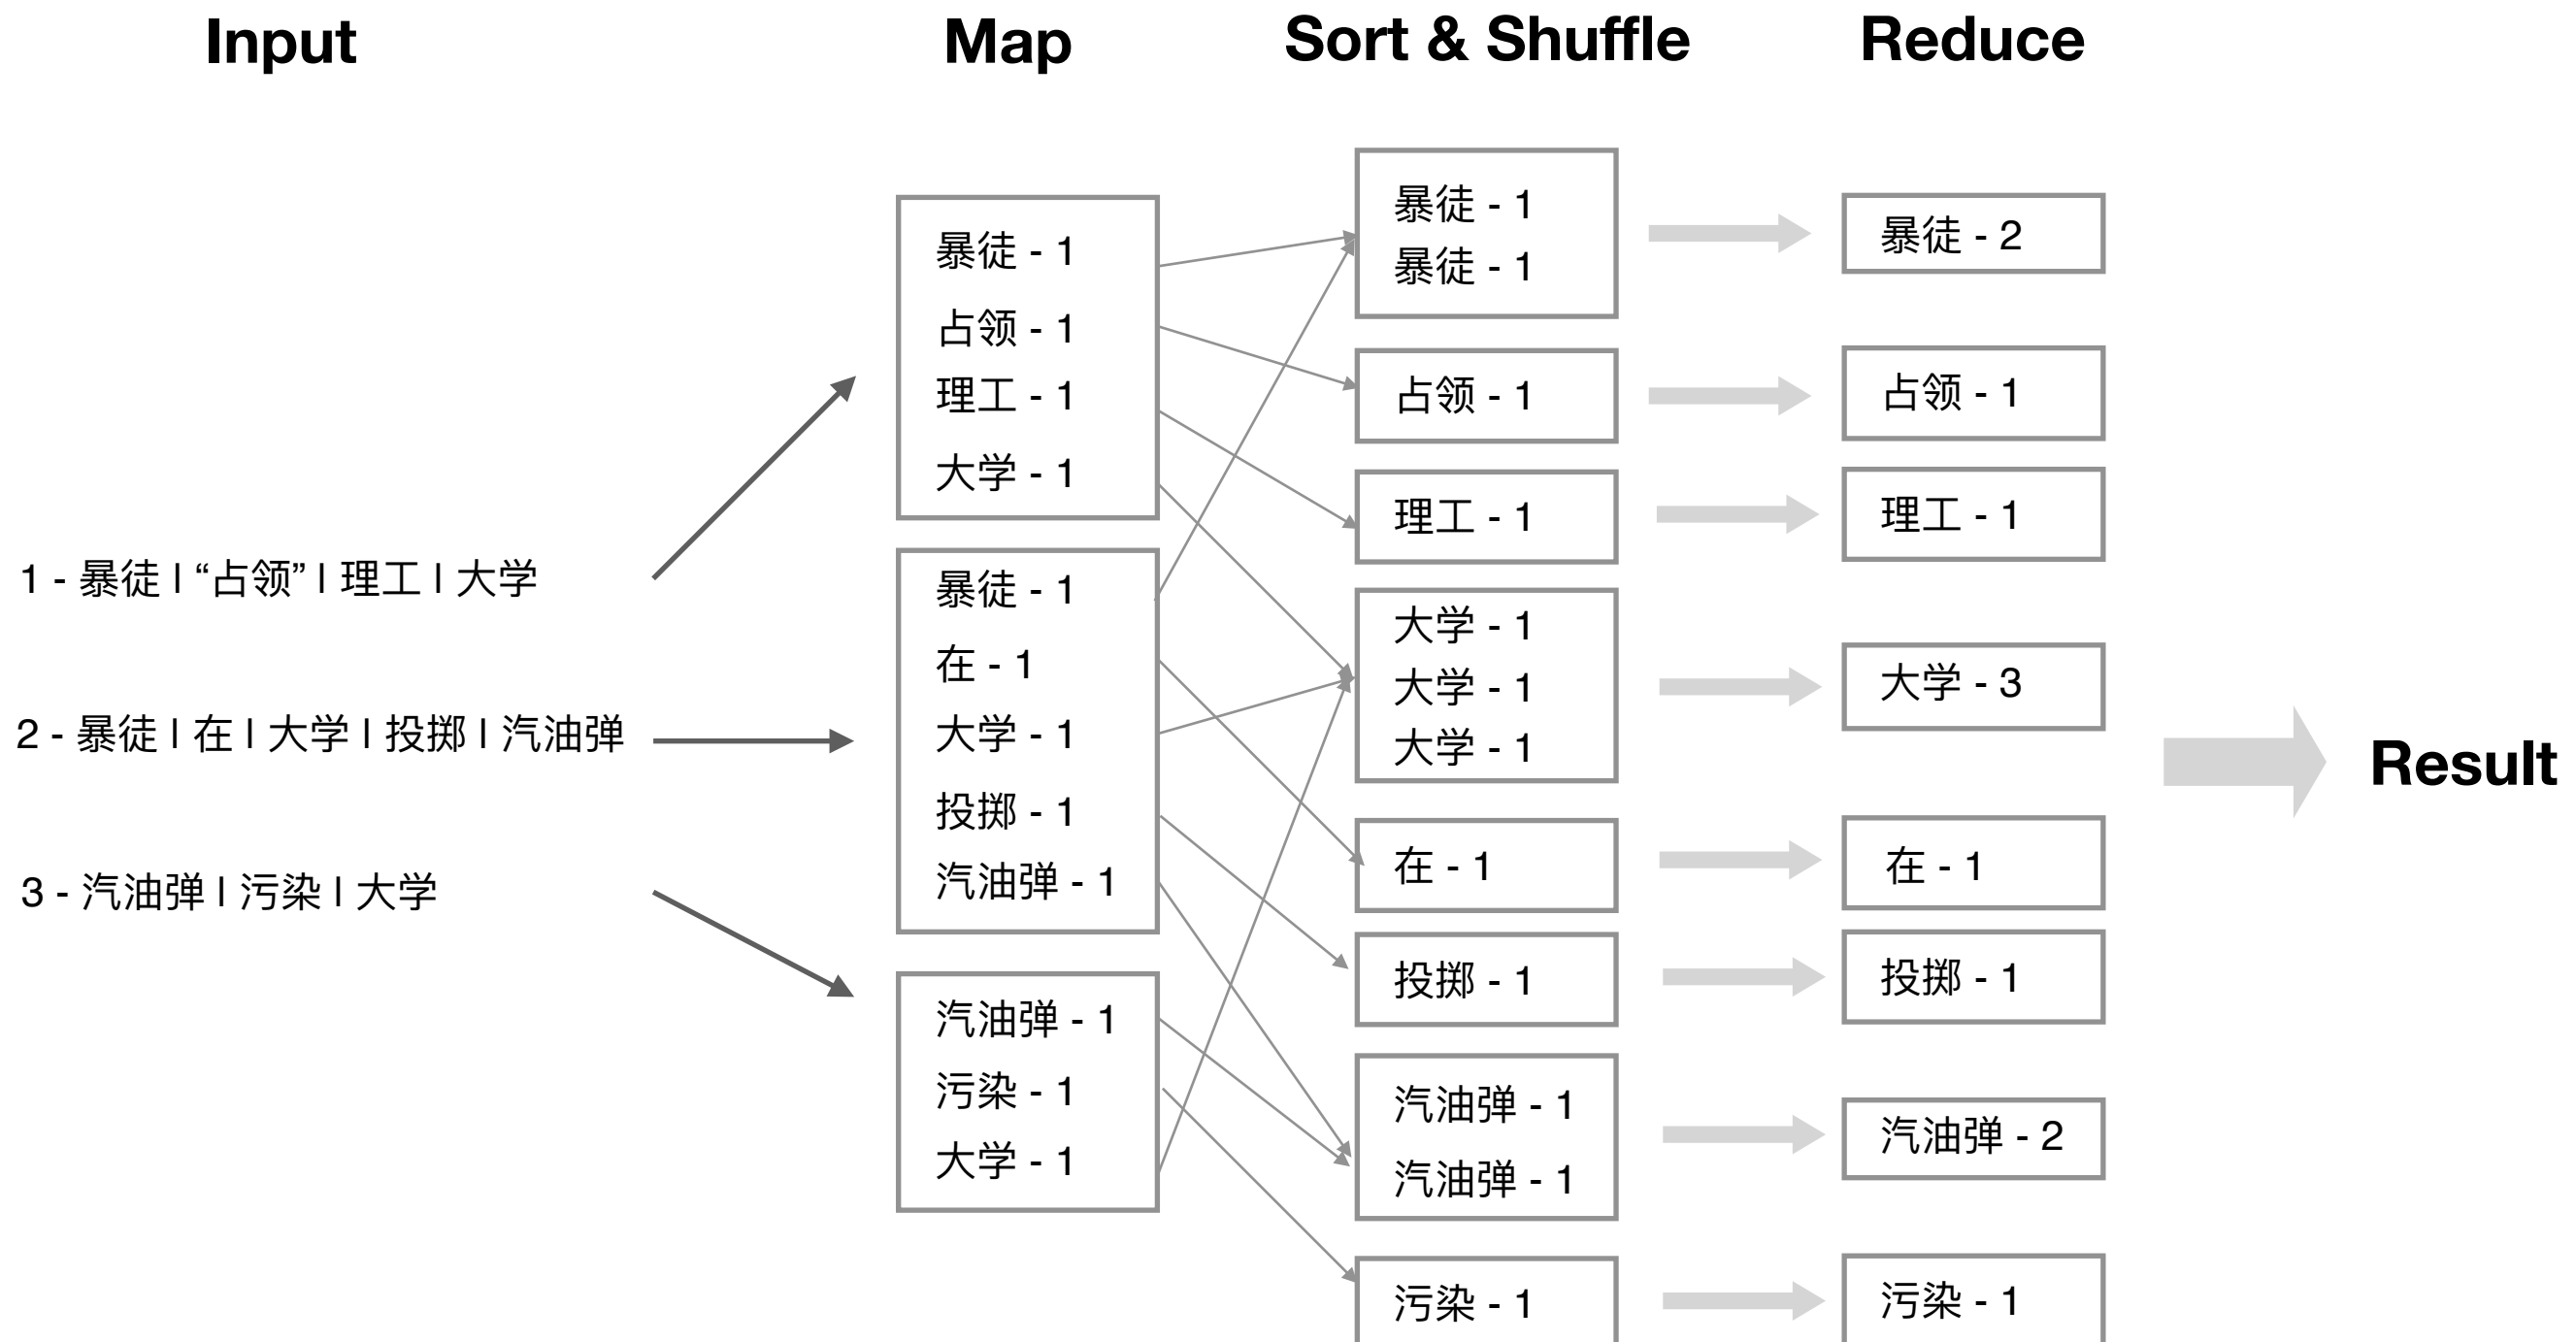 Input
Map
Sort & Shuffle
Reduce
1 - 暴徒 | “占领” | 理工 | 大学
2 - 暴徒 | 在 | 大学 | 投掷 | 汽油弹
3 - 汽油弹 | 污染 | 大学
暴徒 - 1
占领 - 1
理工 - 1
大学 - 1
暴徒 - 1
在 - 1
大学 - 1
投掷 - 1
汽油弹 - 1
汽油弹 - 1
污染 - 1
大学 - 1
暴徒 - 1
暴徒 - 1
占领 - 1
理工 - 1
大学 - 1
大学 - 1
大学 - 1
在 - 1
投掷 - 1
汽油弹 - 1
汽油弹 - 1
污染 - 1
暴徒 - 2
占领 - 1
理工 - 1
大学 - 3
在 - 1
投掷 - 1
汽油弹 - 2
污染 - 1
Result